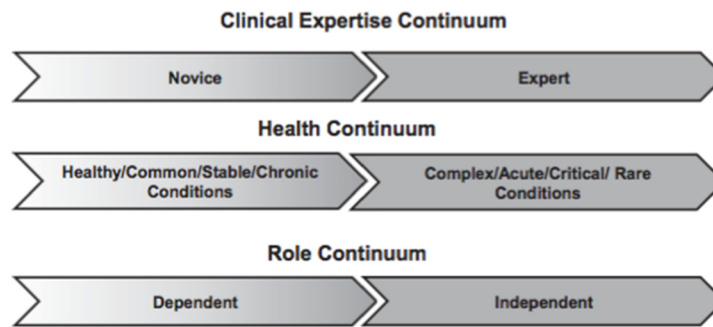 Clinical Expertise Continuum
Novice
Expert
Health Continuum
Healthy/Common/Stable/Chronic
Conditions
Complex/Acute/Critical/ Rare
Conditions
Role Continuum
Dependent
Independent